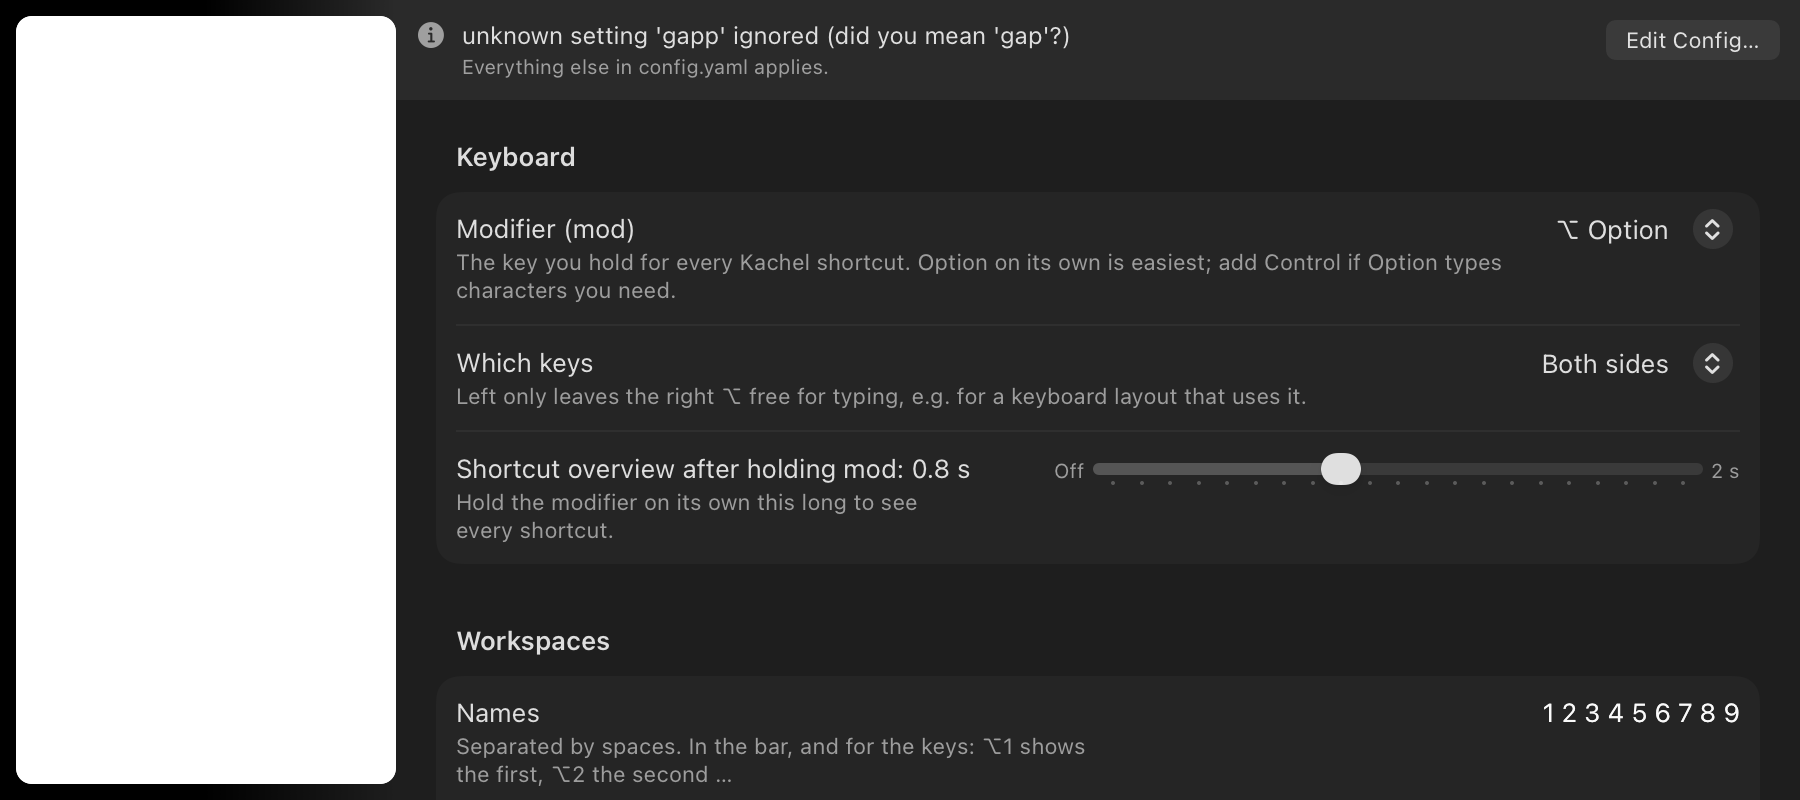 unknown setting 'gapp' ignored (did you mean 'gap'?)
Everything else in config.yaml applies.
Edit Config...
Keyboard
Modifier (mod)
⌥ Option
The key you hold for every Kachel shortcut. Option on its own is easiest; add Control if Option types
characters you need.
Which keys
Both sides
Left only leaves the right ⌥ free for typing, e.g. for a keyboard layout that uses it.
Shortcut overview after holding mod: 0.8 s
Off
2 s
Hold the modifier on its own this long to see
every shortcut.
Workspaces
Names
1 2 3 4 5 6 7 8 9
Separated by spaces. In the bar, and for the keys: ⌥1 shows
the first, ⌥2 the second ...